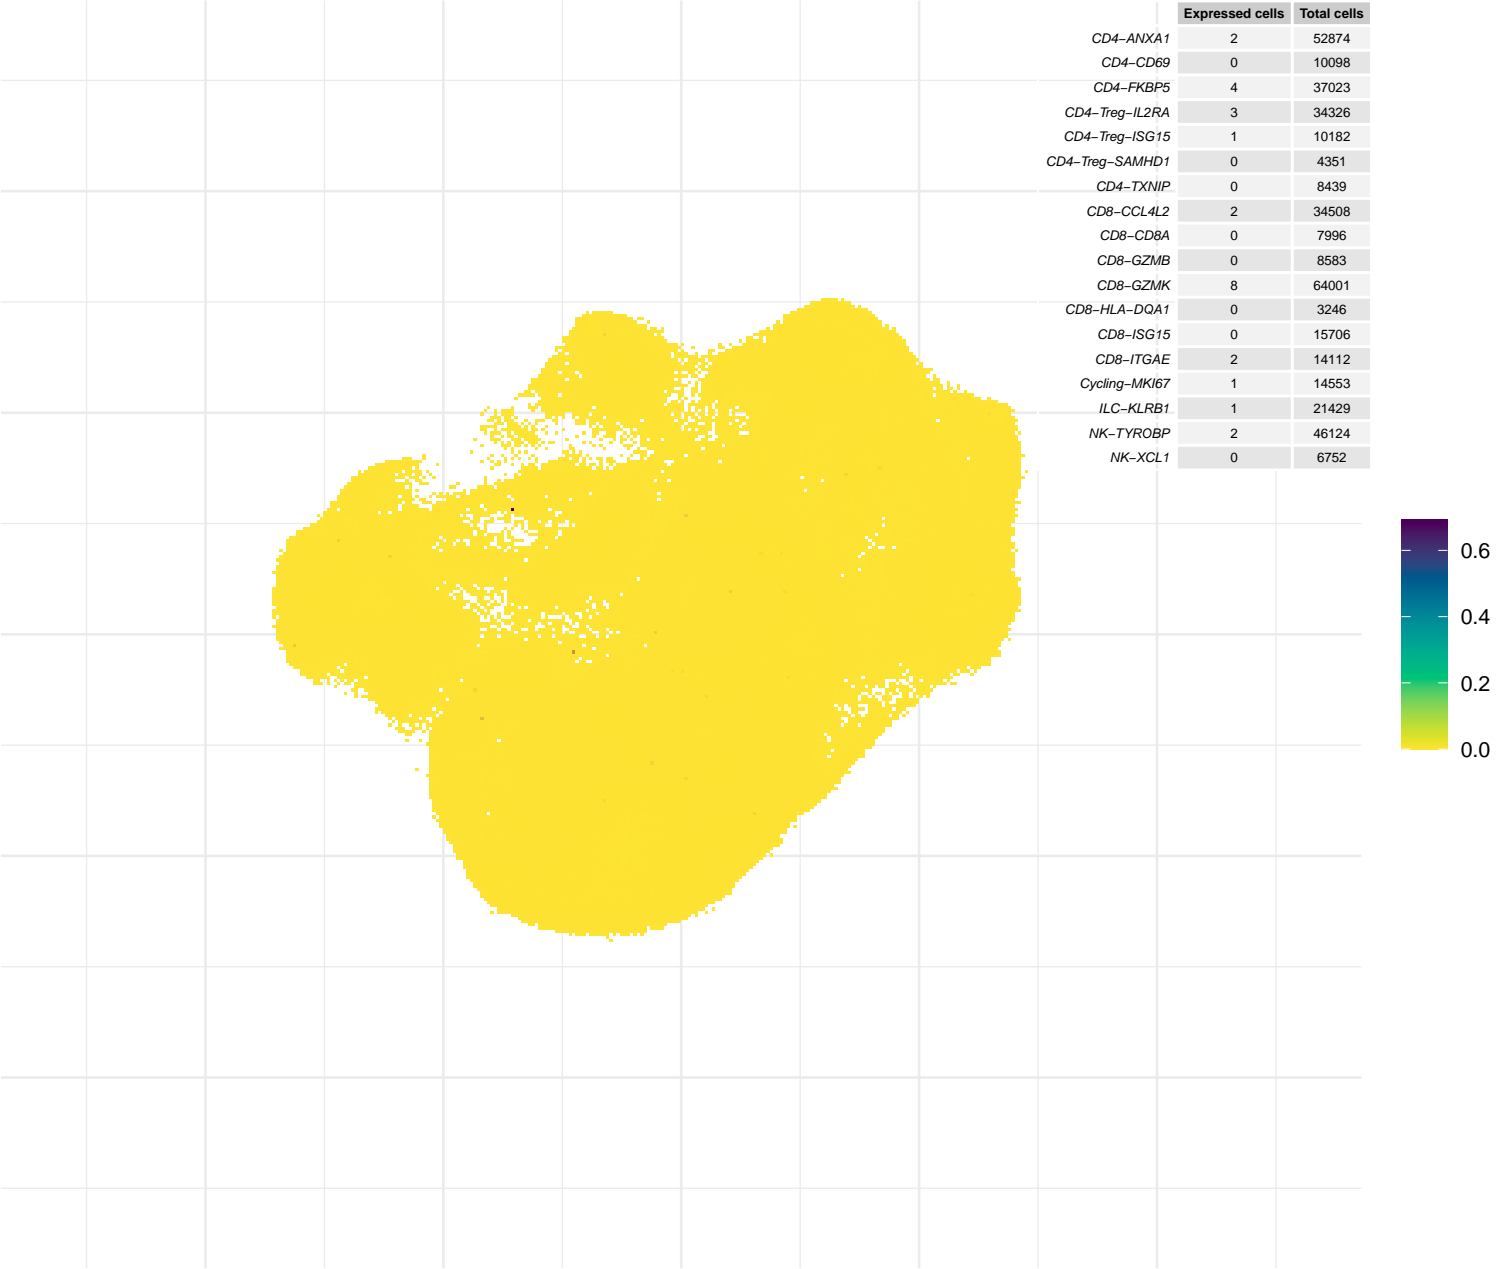 Expressed cells Total cells
CD4−ANXA1 2 52874
CD4−CD69 0 10098
CD4−FKBP5 4 37023
CD4−Treg−IL2RA 3 34326
CD4−Treg−ISG15 1 10182
CD4−Treg−SAMHD1 0 4351
CD4−TXNIP 0 8439
CD8−CCL4L2 2 34508
CD8−CD8A 0 7996
CD8−GZMB 0 8583
CD8−GZMK 8 64001
CD8−HLA−DQA1 0 3246
CD8−ISG15 0 15706
CD8−ITGAE 2 14112
Cycling−MKI67 1 14553
ILC−KLRB1 1 21429
NK−TYROBP 2 46124
NK−XCL1 0 6752
0.6
0.4
0.2
0.0